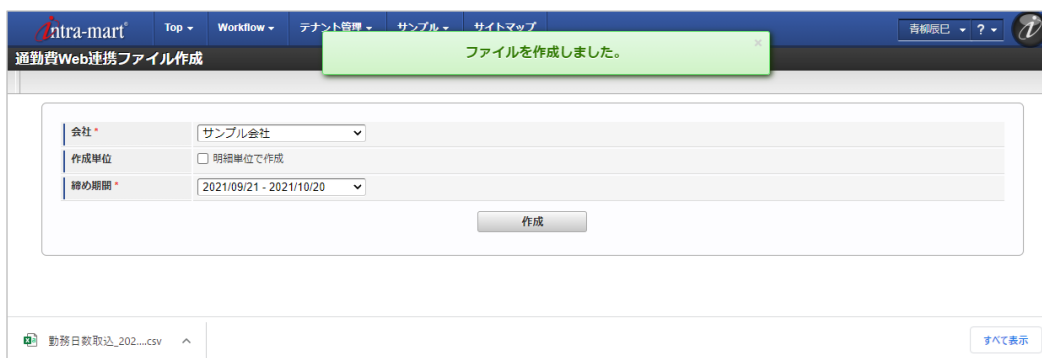 intra-mart® Top Workflow テナント管理 サンプル サイトマップ 青柳辰巳 ?
ファイルを作成しました。 ×
通勤費Web連携ファイル作成
会社* サンプル会社
作成単位 明細単位で作成
締め期間* 2021/09/21 - 2021/10/20
作成
勤務日数取込_202....csv すべて表示